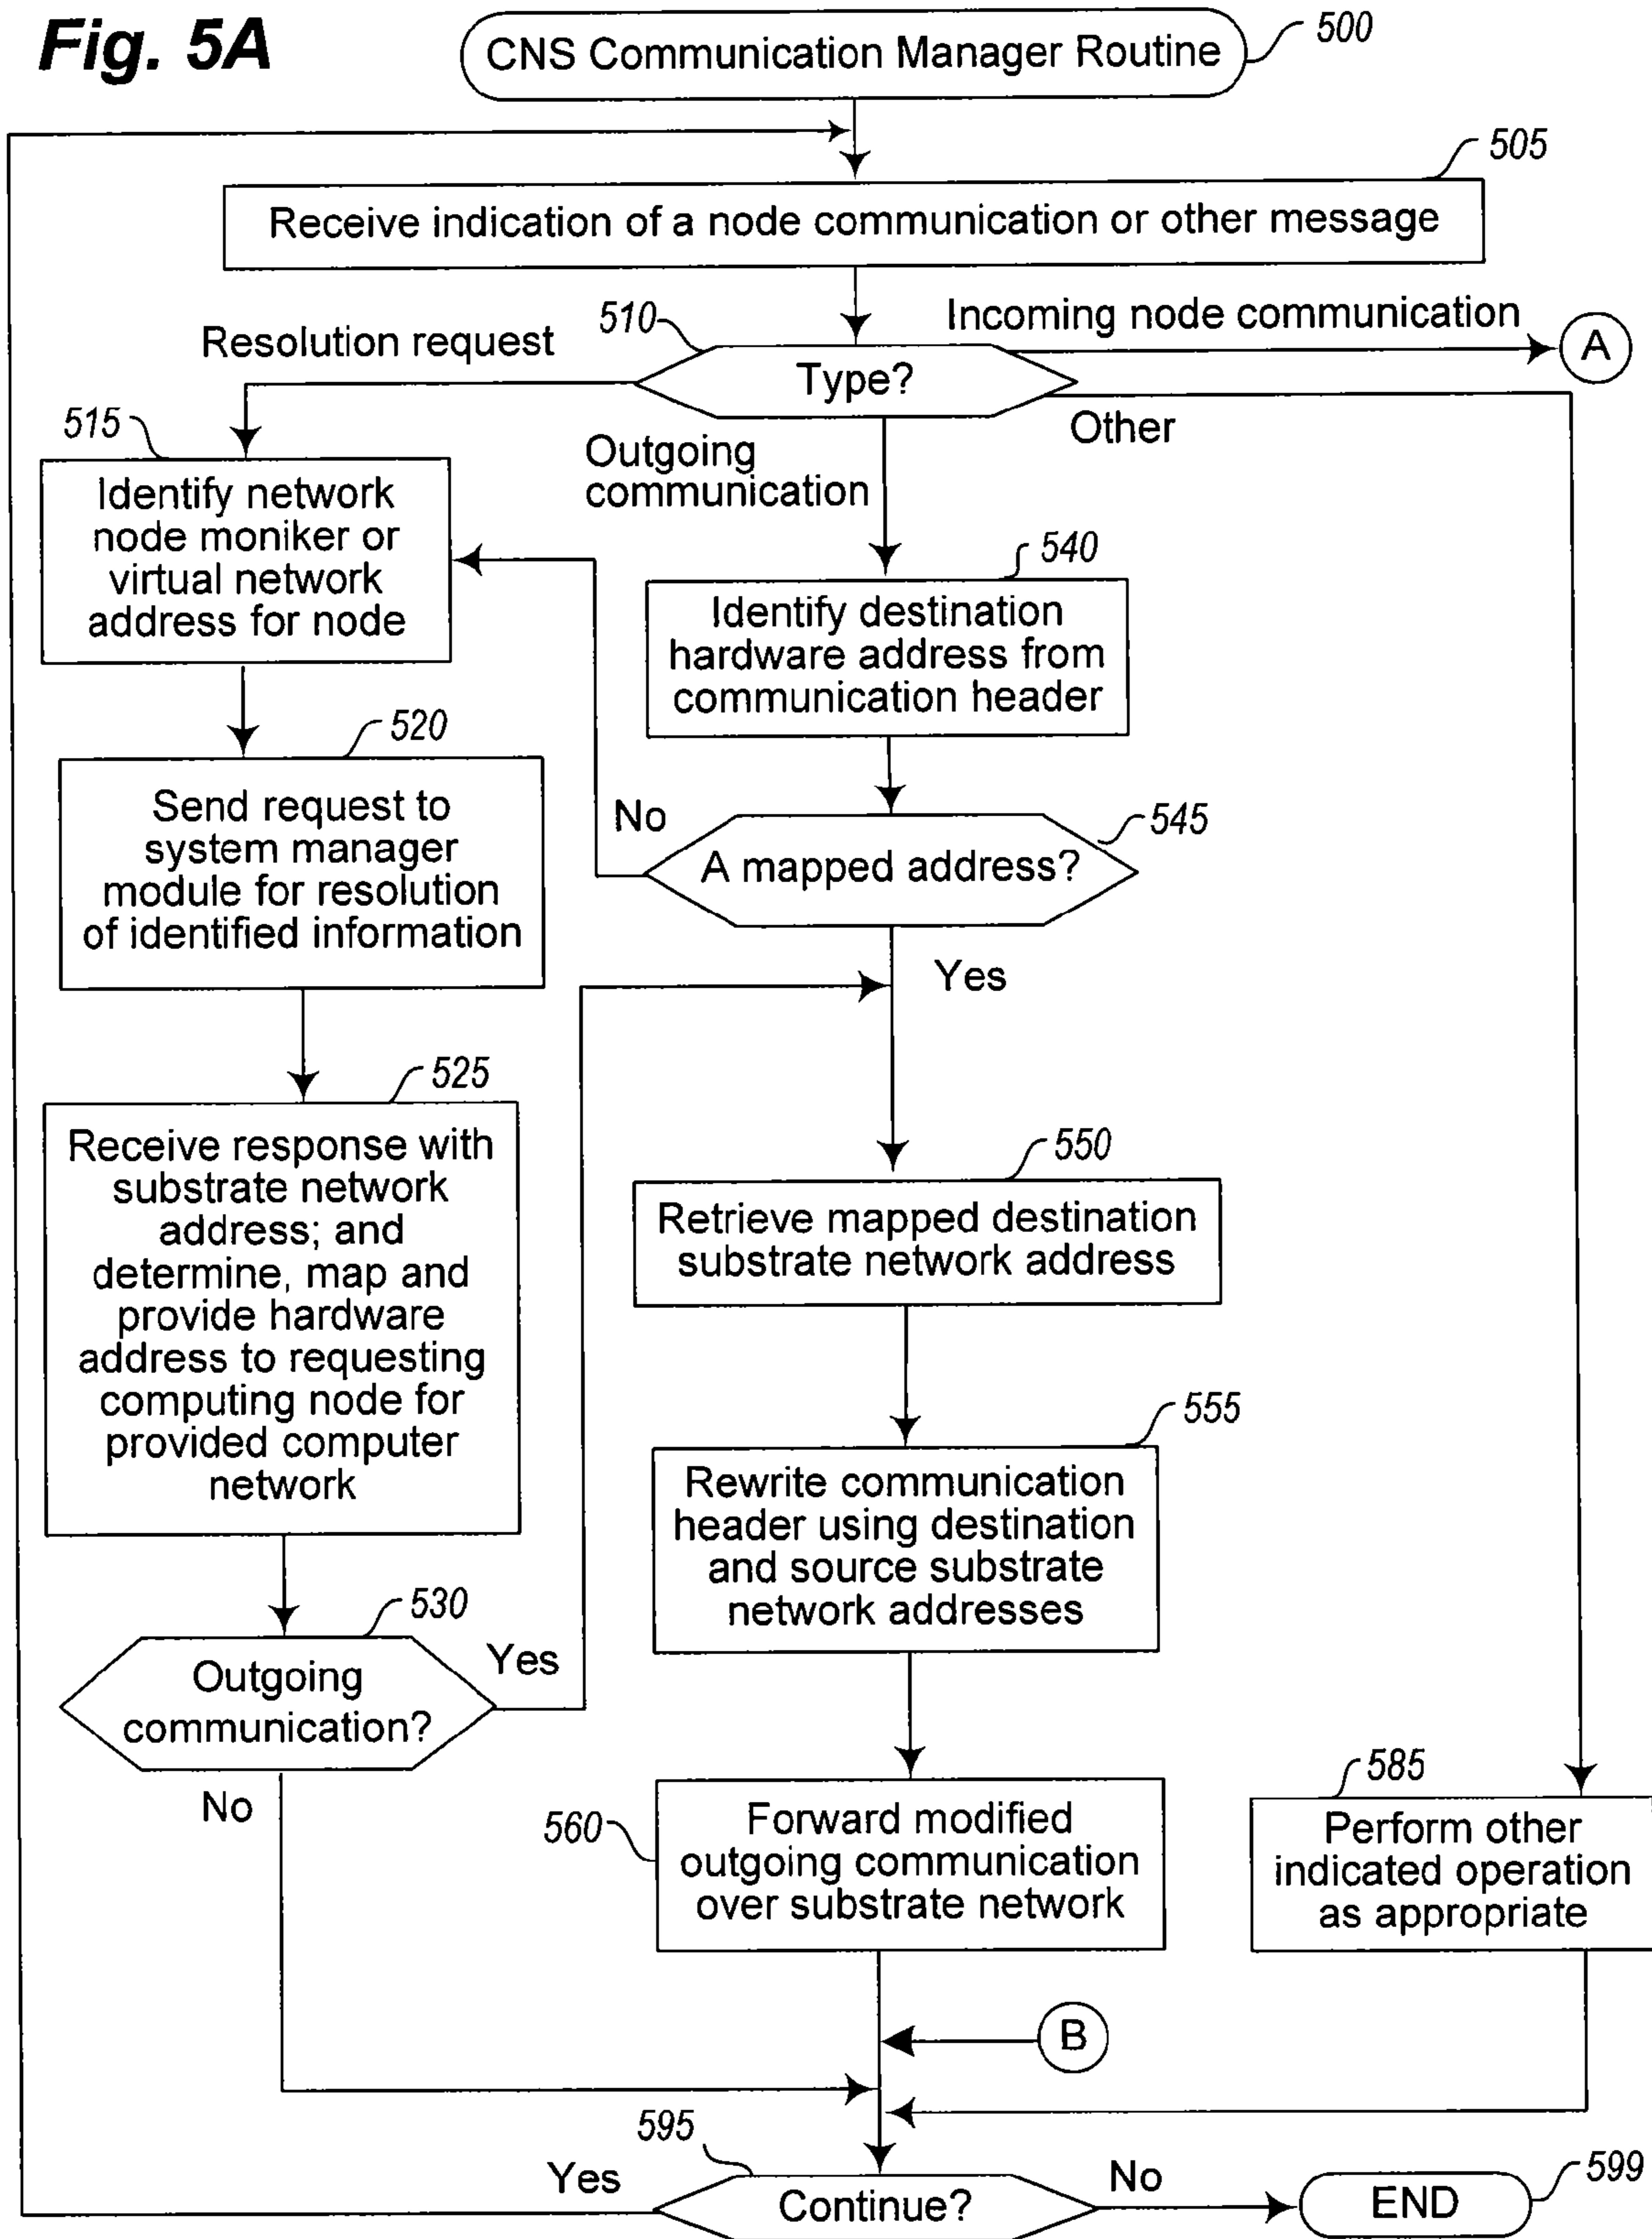 Fig. 5A
CNS Communication Manager Routine
500
505
Receive indication of a node communication or other message
510
Resolution request
Incoming node communication
A
Type?
Other
515
Outgoing
communication
Identify network
node moniker or
virtual network
address for node
540
Identify destination
hardware address from
communication header
520
Send request to
system manager
module for resolution
of identified information
No
545
A mapped address?
Yes
525
Receive response with
substrate network
address; and
determine, map and
provide hardware
address to requesting
computing node for
provided computer
network
550
Retrieve mapped destination
substrate network address
555
Rewrite communication
header using destination
and source substrate
network addresses
530
Outgoing
communication?
Yes
No
560
Forward modified
outgoing communication
over substrate network
585
Perform other
indicated operation
as appropriate
B
595
Yes
Continue?
No
END
599